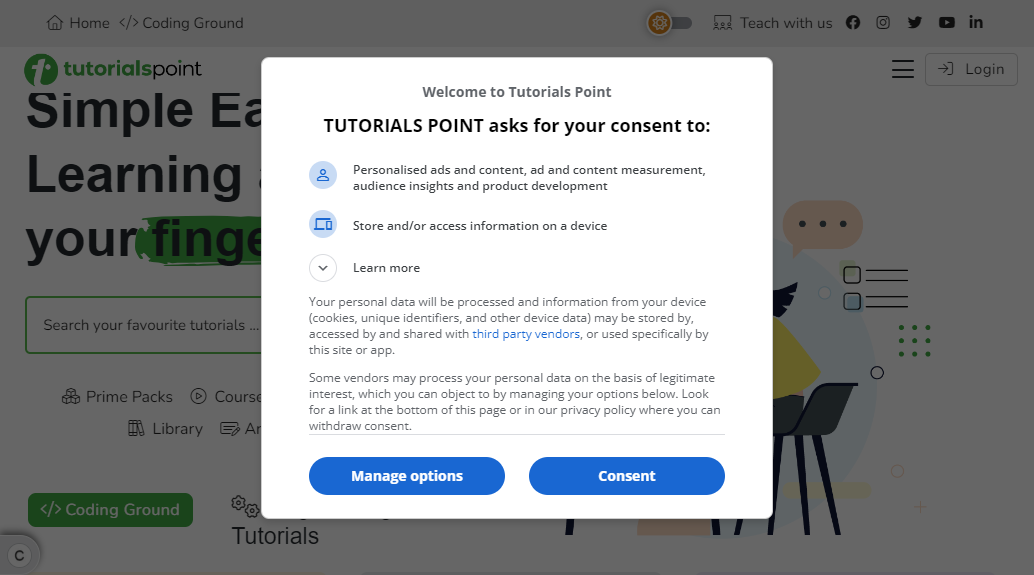 Home </> Coding Ground Teach with us
tutorialspoint Login
Simple Ea
Learning
your finge
Search your favourite tutorials ...
Prime Packs Course
Library Ar
</> Coding Ground
Tutorials
C
Welcome to Tutorials Point
TUTORIALS POINT asks for your consent to:
Personalised ads and content, ad and content measurement,
audience insights and product development
Store and/or access information on a device
Learn more
Your personal data will be processed and information from your device
(cookies, unique identifiers, and other device data) may be stored by,
accessed by and shared with third party vendors, or used specifically by
this site or app.
Some vendors may process your personal data on the basis of legitimate
interest, which you can object to by managing your options below. Look
for a link at the bottom of this page or in our privacy policy where you can
withdraw consent.
Manage options Consent